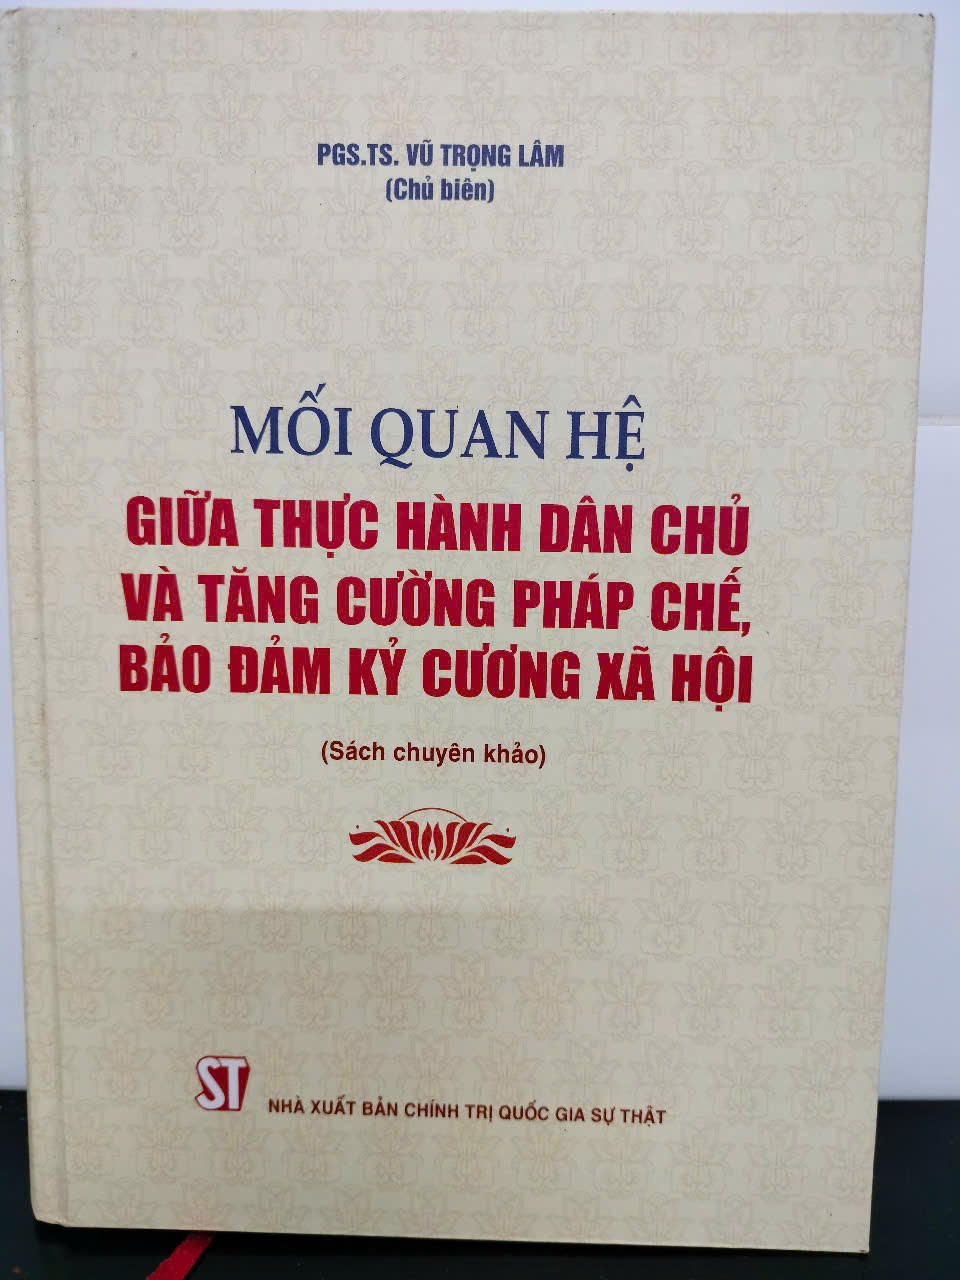 PGS.TS. VŨ TRỌNG LÂM
(Chủ biên)
MỐI QUAN HỆ
GIỮA THỰC HÀNH DÂN CHỦ
VÀ TĂNG CƯỜNG PHÁP CHẾ,
BẢO ĐẢM KỶ CƯƠNG XÃ HỘI
(Sách chuyên khảo)
ST
NHÀ XUẤT BẢN CHÍNH TRỊ QUỐC GIA SỰ THẬT